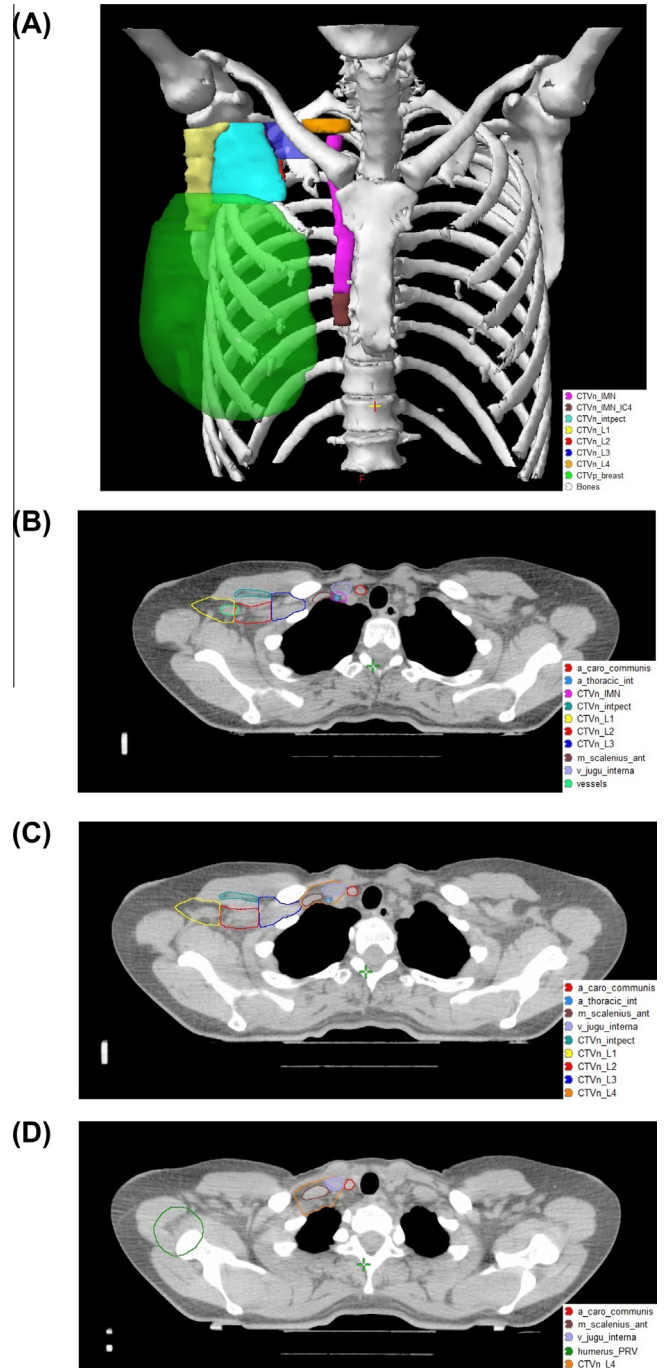 (A)
F
CTVn_IMN
CTVn_IMN_IC4
CTVn_intpect
CTVn_L1
CTVn_L2
CTVn_L3
CTVn_L4
CTVp_breast
Bones
(B)
a_caro_communis
a_thoracic_int
CTVn_IMN
CTVn_intpect
CTVn_L1
CTVn_L2
CTVn_L3
m_scalenius_ant
v_jugu_interna
vessels
(C)
a_caro_communis
a_thoracic_int
m_scalenius_ant
v_jugu_interna
CTVn_intpect
CTVn_L1
CTVn_L2
CTVn_L3
CTVn_L4
(D)
a_caro_communis
m_scalenius_ant
v_jugu_interna
humerus_PRV
CTVn_L4